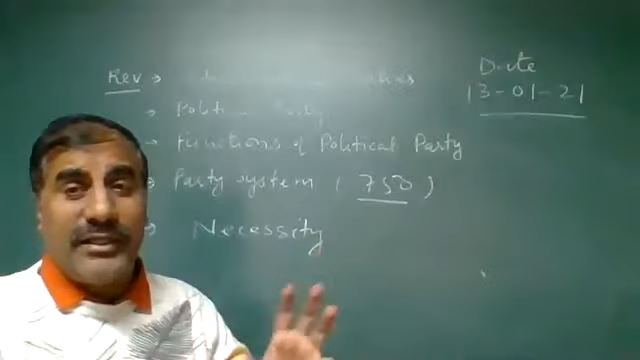 Rev →
Date
13-01-21
Functions of Political Party
Party system ( 750 )
Necessity